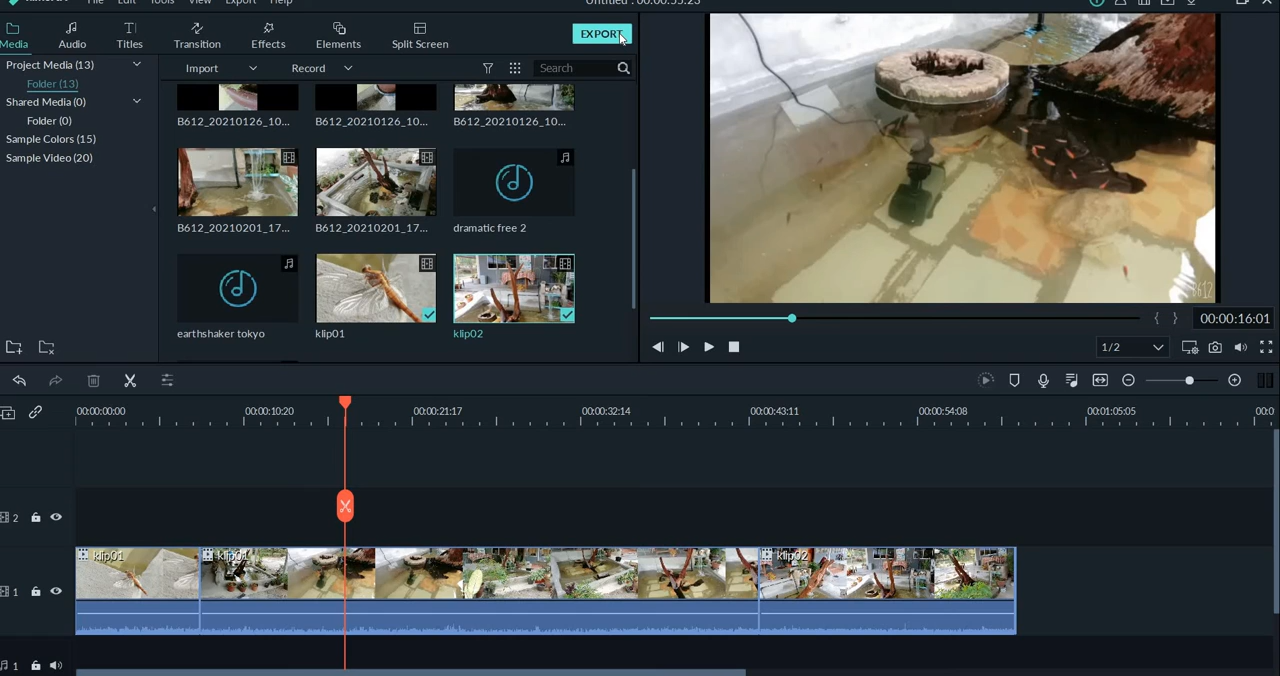 File Edit Tools View Export Help
Untitled : 00:00:55:23
Media Audio Titles Transition Effects Elements Split Screen EXPORT
Project Media (13)
Folder (13)
Shared Media (0)
Folder (0)
Sample Colors (15)
Sample Video (20)
Import Record Search
B612_20210126_10... B612_20210126_10... B612_20210126_10...
B612_20210201_17... B612_20210201_17... dramatic free 2
earthshaker tokyo klip01 klip02
B612
{ } 00:00:16:01
1/2
00:00:00:00 00:00:10:20 00:00:21:17 00:00:32:14 00:00:43:11 00:00:54:08 00:01:05:05 00:0
2
klip01 klip01 klip02
1
1